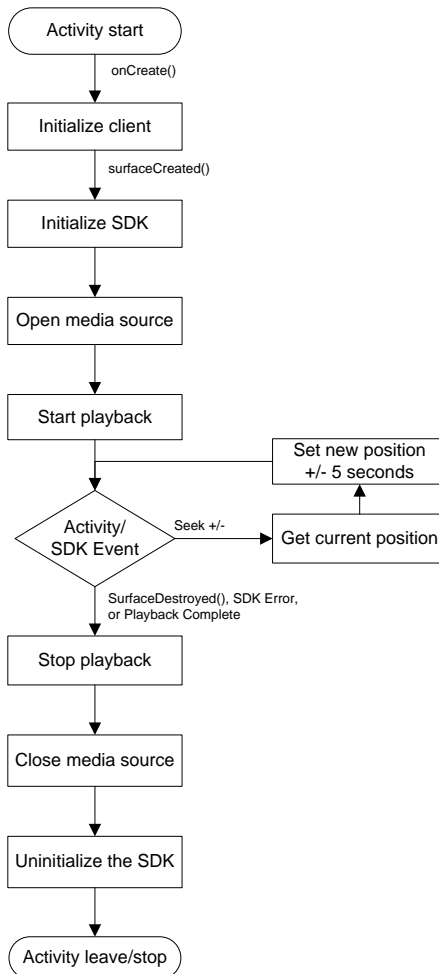 Activity start
onCreate()
Initialize client
surfaceCreated()
Initialize SDK
Open media source
Start playback
Set new position
+/- 5 seconds
Activity/
SDK Event
Seek +/-
Get current position
SurfaceDestroyed(), SDK Error,
or Playback Complete
Stop playback
Close media source
Uninitialize the SDK
Activity leave/stop